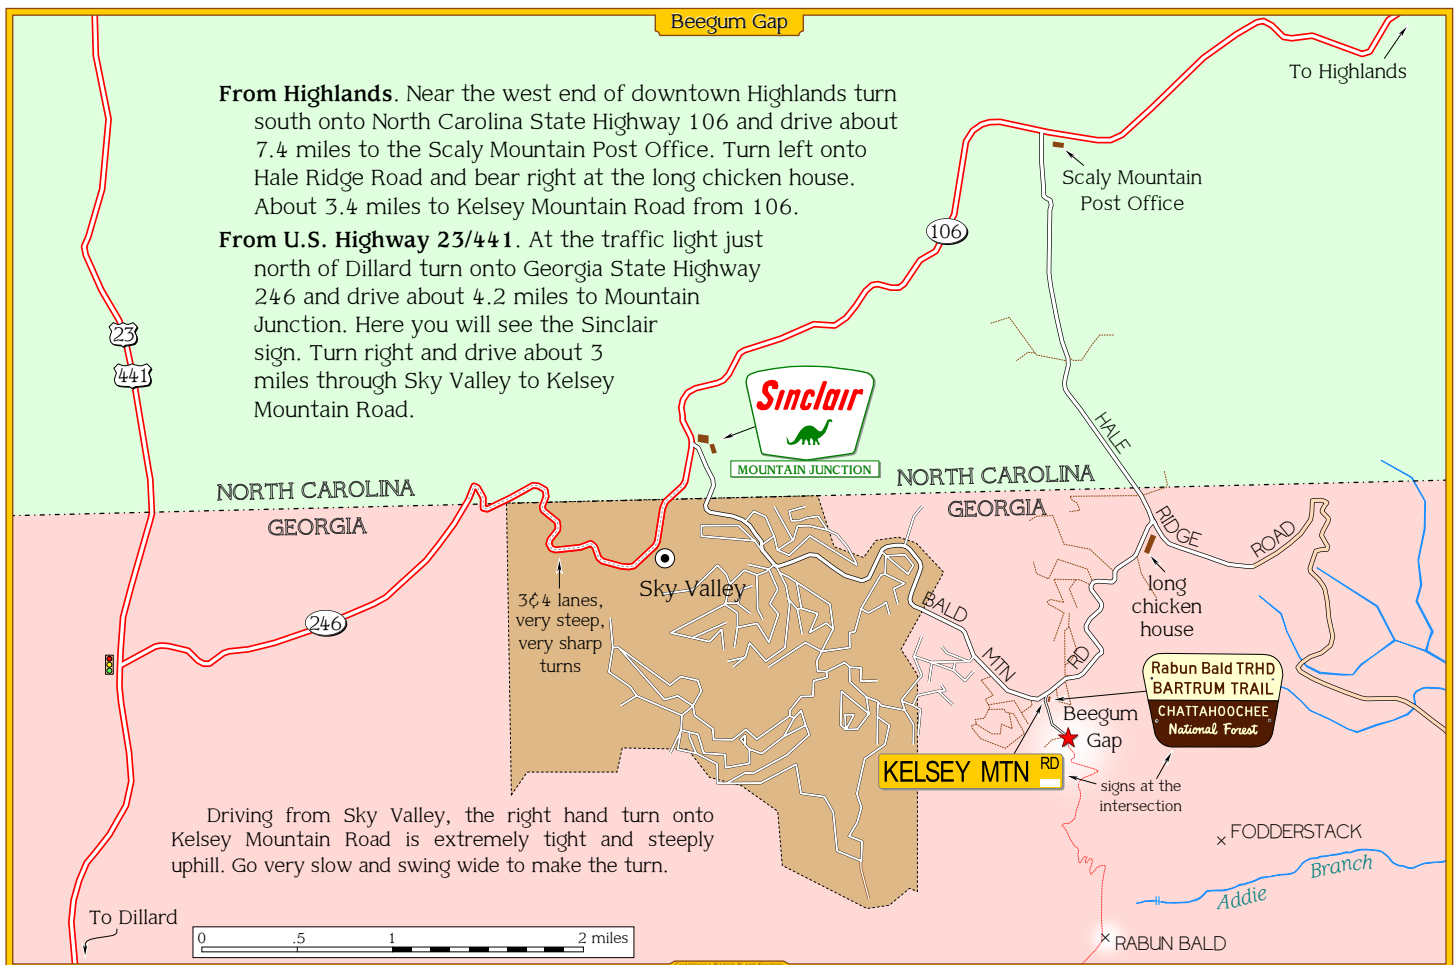 Beegum Gap
To Highlands
From Highlands. Near the west end of downtown Highlands turn
south onto North Carolina State Highway 106 and drive about
7.4 miles to the Scaly Mountain Post Office. Turn left onto
Hale Ridge Road and bear right at the long chicken house.
About 3.4 miles to Kelsey Mountain Road from 106.
From U.S. Highway 23/441. At the traffic light just
north of Dillard turn onto Georgia State Highway
246 and drive about 4.2 miles to Mountain
Junction. Here you will see the Sinclair
sign. Turn right and drive about 3
miles through Sky Valley to Kelsey
Mountain Road.
Scaly Mountain
Post Office
106
23
441
Sinclair
MOUNTAIN JUNCTION
HALE
RIDGE
ROAD
NORTH CAROLINA
GEORGIA
NORTH CAROLINA
GEORGIA
Sky Valley
3&4 lanes,
very steep,
very sharp
turns
246
BALD
MTN
RD
long
chicken
house
Rabun Bald TRHD
BARTRUM TRAIL
CHATTAHOOCHEE
National Forest
Beegum
Gap
KELSEY MTN RD
signs at the
intersection
Driving from Sky Valley, the right hand turn onto
Kelsey Mountain Road is extremely tight and steeply
uphill. Go very slow and swing wide to make the turn.
FODDERSTACK
Addie Branch
RABUN BALD
To Dillard
0 .5 1 2 miles